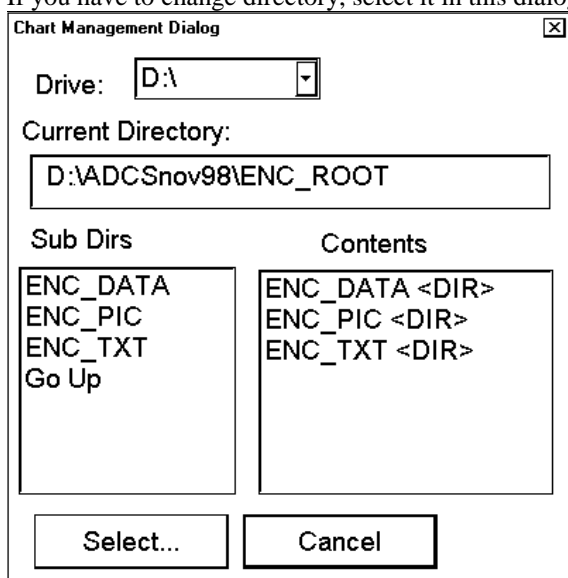 If you have to change directory, select it in this dialog
Chart Management Dialog
Drive: D:\
Current Directory:
D:\ADCSnov98\ENC_ROOT
Sub Dirs
ENC_DATA
ENC_PIC
ENC_TXT
Go Up
Contents
ENC_DATA <DIR>
ENC_PIC <DIR>
ENC_TXT <DIR>
Select...
Cancel